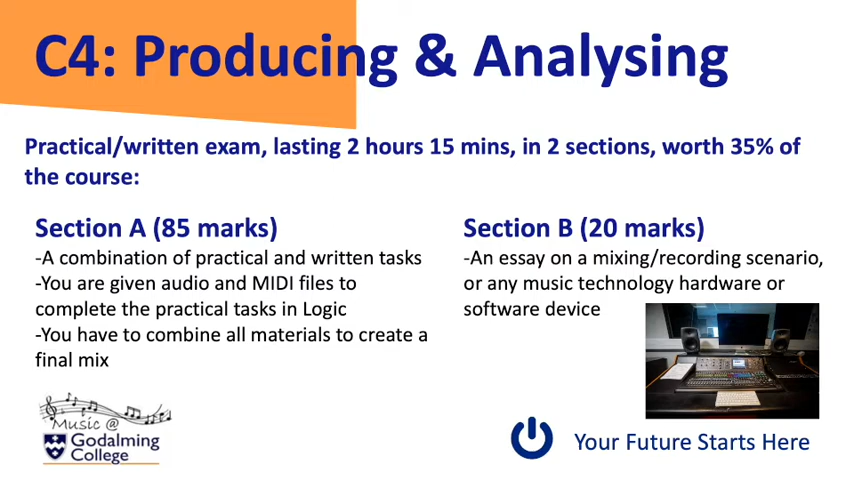 C4: Producing & Analysing
Practical/written exam, lasting 2 hours 15 mins, in 2 sections, worth 35% of
the course:
Section A (85 marks)
-A combination of practical and written tasks
-You are given audio and MIDI files to
complete the practical tasks in Logic
-You have to combine all materials to create a
final mix
Section B (20 marks)
-An essay on a mixing/recording scenario,
or any music technology hardware or
software device
Music @
Godalming
College
Your Future Starts Here